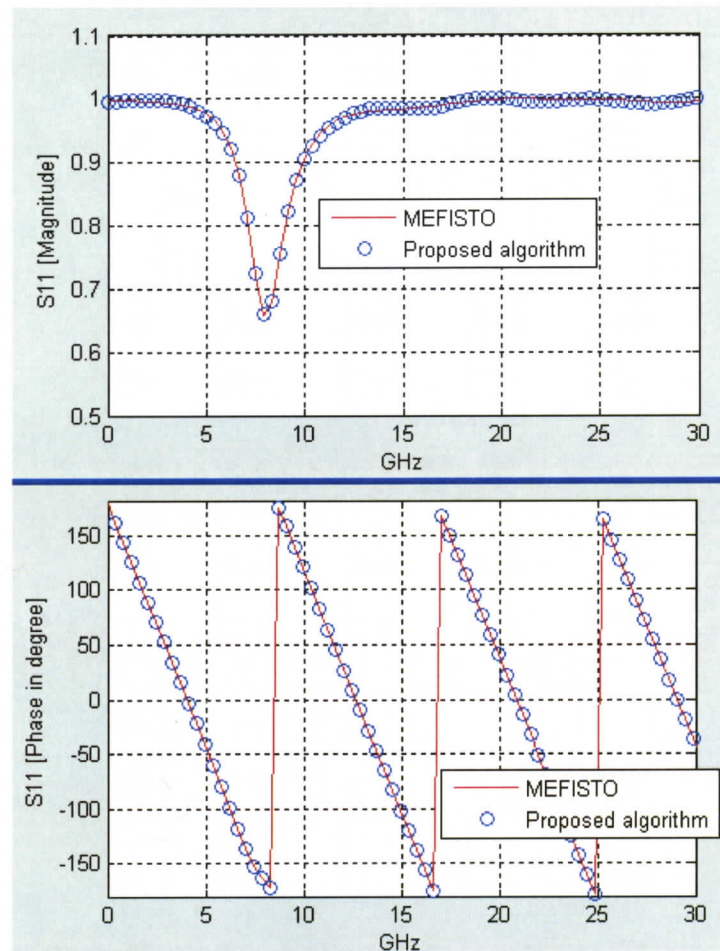 1.1
1
0.9
0.8
0.7
0.6
0.5
S11 [Magnitude]
MEFISTO
Proposed algorithm
0 5 10 15 20 25 30
GHz
150
100
50
0
-50
-100
-150
S11 [Phase in degree]
MEFISTO
Proposed algorithm
0 5 10 15 20 25 30
GHz